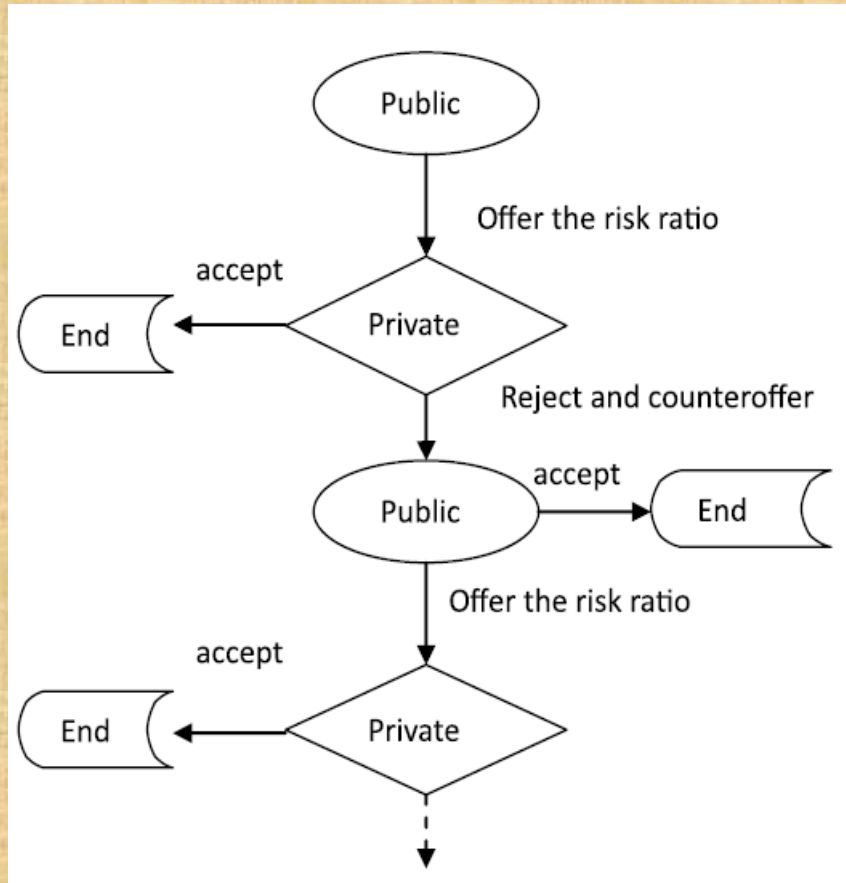 Public
Offer the risk ratio
accept
End
Private
Reject and counteroffer
Public
accept
End
Offer the risk ratio
accept
End
Private